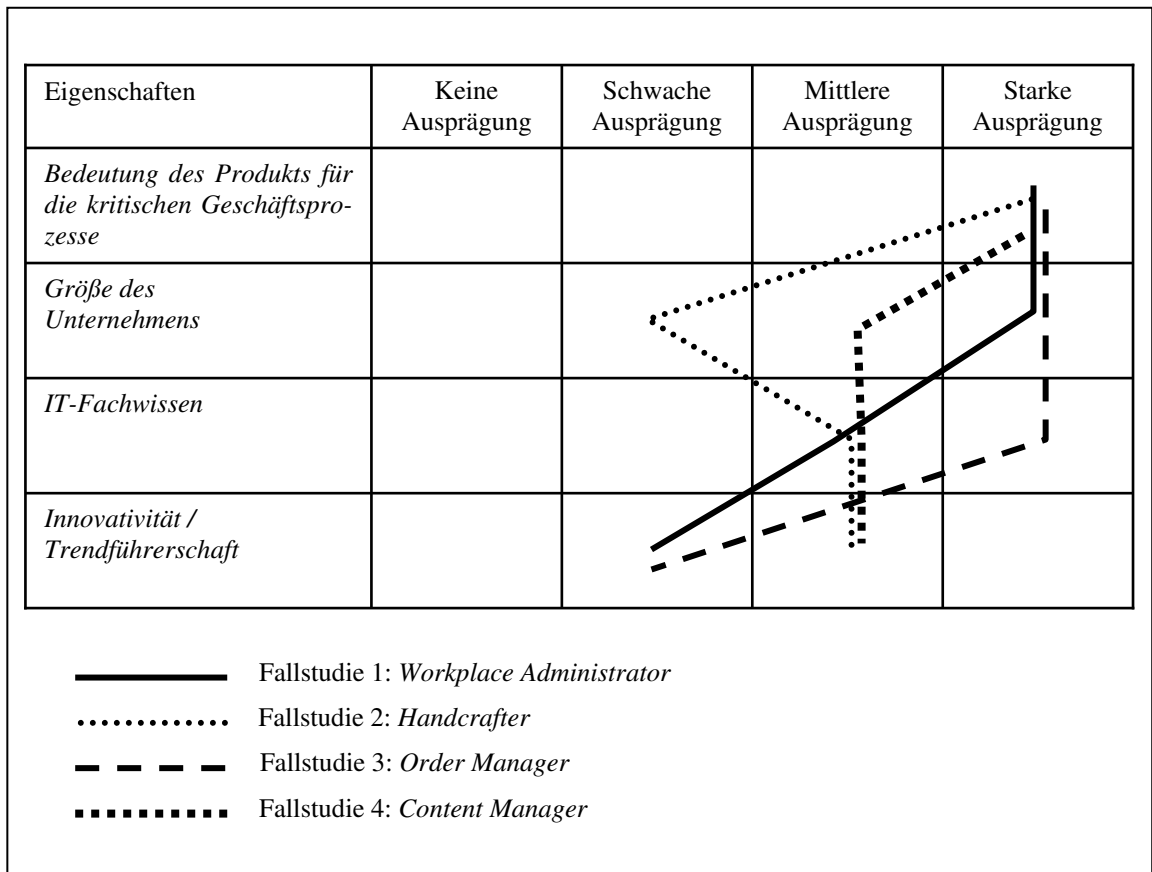 Eigenschaften
Keine
Ausprägung
Schwache
Ausprägung
Mittlere
Ausprägung
Starke
Ausprägung
Bedeutung des Produkts für
die kritischen Geschäftspro-
zesse
Größe des
Unternehmens
IT-Fachwissen
Innovativität /
Trendführerschaft
Fallstudie 1: Workplace Administrator
Fallstudie 2: Handcrafter
Fallstudie 3: Order Manager
Fallstudie 4: Content Manager